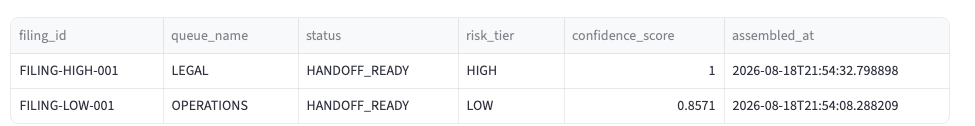 filing_id queue_name status risk_tier confidence_score assembled_at
FILING-HIGH-001 LEGAL HANDOFF_READY HIGH 1 2026-08-18T21:54:32.798898
FILING-LOW-001 OPERATIONS HANDOFF_READY LOW 0.8571 2026-08-18T21:54:08.288209